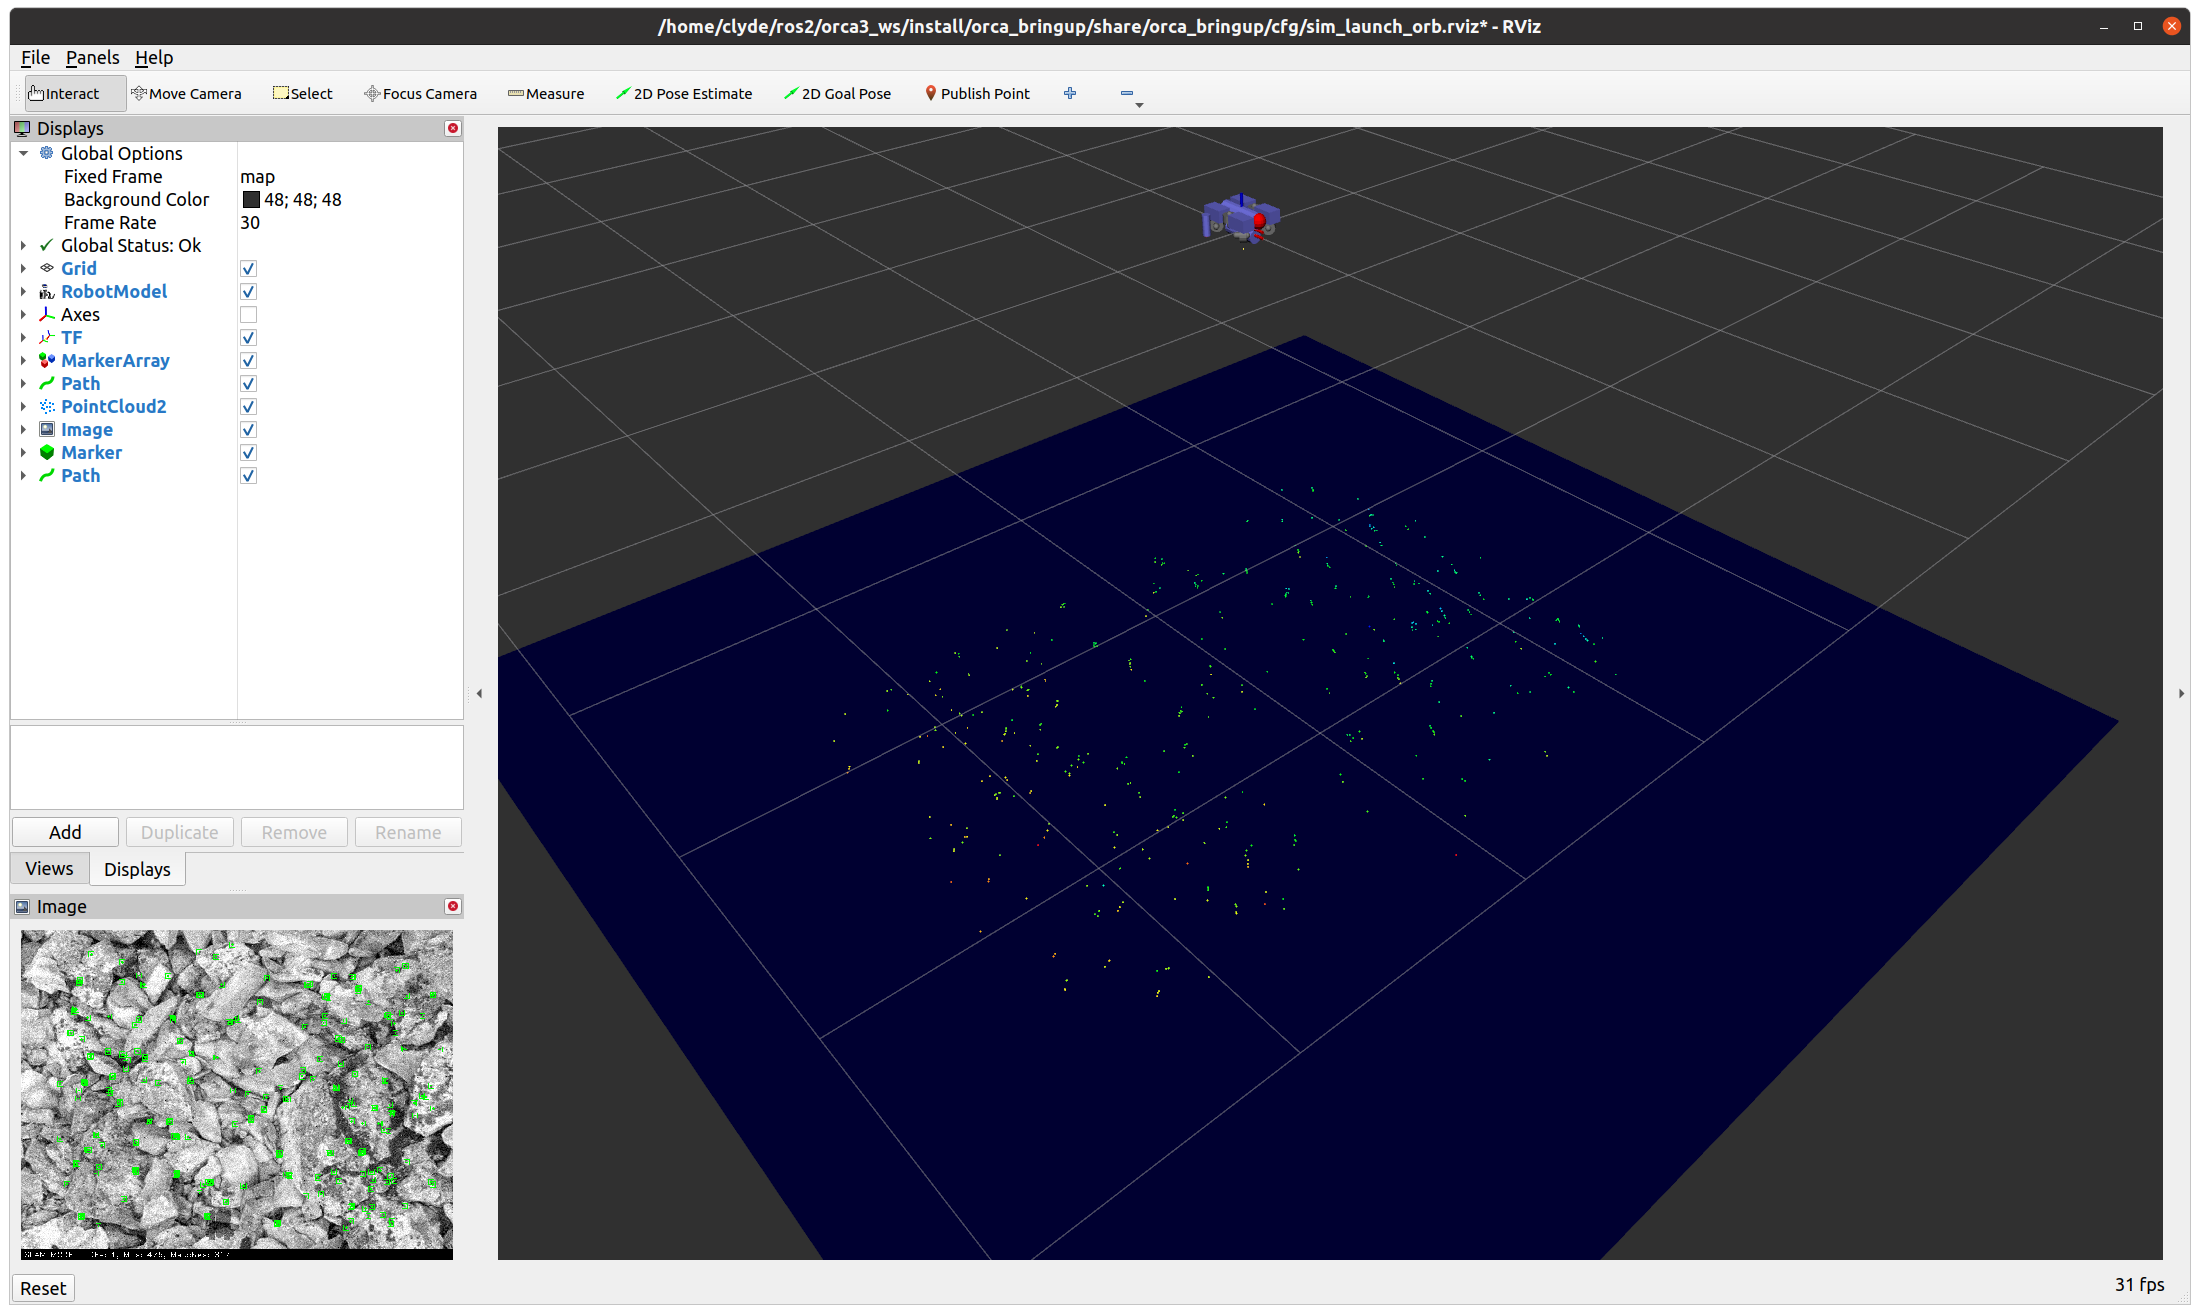 /home/clyde/ros2/orca3_ws/install/orca_bringup/share/orca_bringup/cfg/sim_launch_orb.rviz* - RViz
File Panels Help
Interact Move Camera Select Focus Camera Measure 2D Pose Estimate 2D Goal Pose Publish Point
Displays
Global Options
Fixed Frame map
Background Color 48; 48; 48
Frame Rate 30
Global Status: Ok
Grid
RobotModel
Axes
TF
MarkerArray
Path
PointCloud2
Image
Marker
Path
Add Duplicate Remove Rename
Views Displays
Image
SLAM MODE
Reset
31 fps